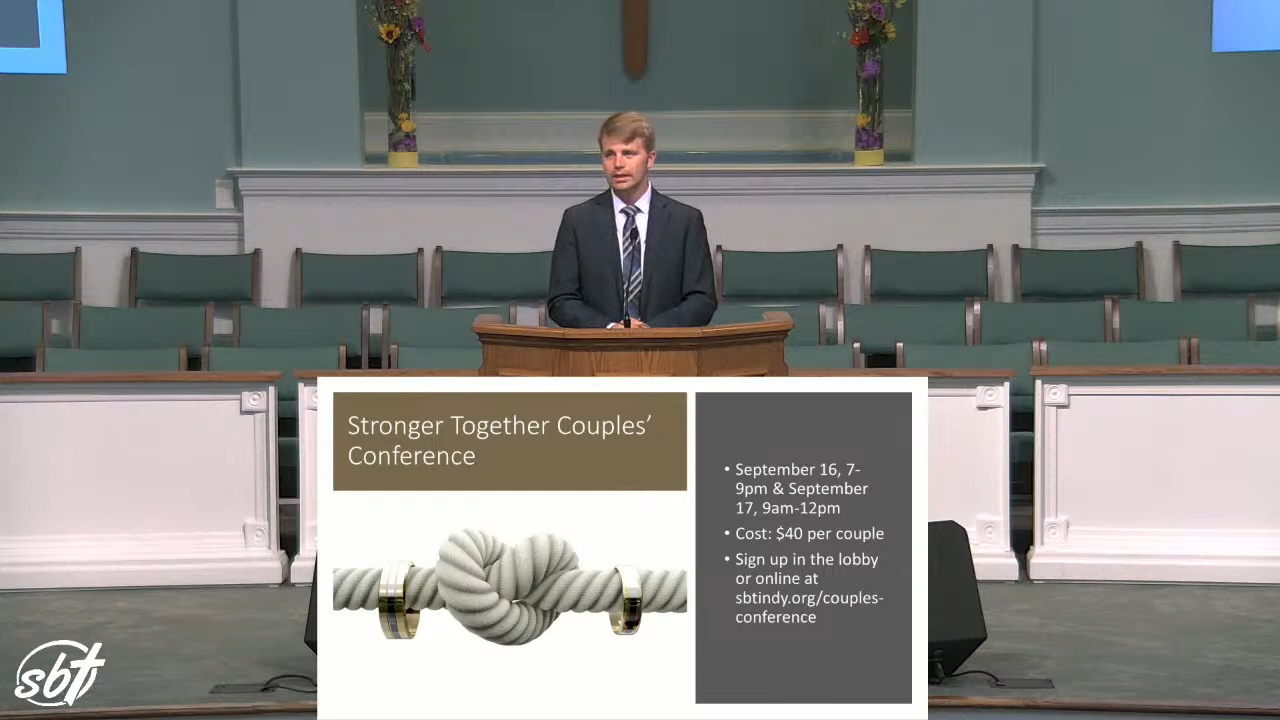 Stronger Together Couples’
Conference
• September 16, 7-
9pm & September
17, 9am-12pm
• Cost: $40 per couple
• Sign up in the lobby
or online at
sbtindy.org/couples-
conference
sbt